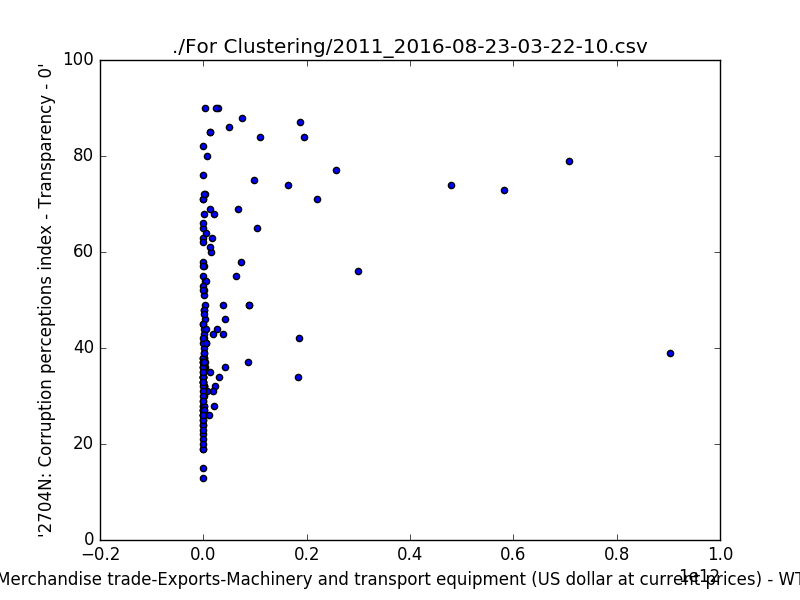 ./For Clustering/2011_2016-08-23-03-22-10.csv
'2704N: Corruption perceptions index - Transparency - 0'
100
80
60
40
20
0
−0.2 0.0 0.2 0.4 0.6 0.8 1.0
1e12
Merchandise trade-Exports-Machinery and transport equipment (US dollar at current prices) - WT